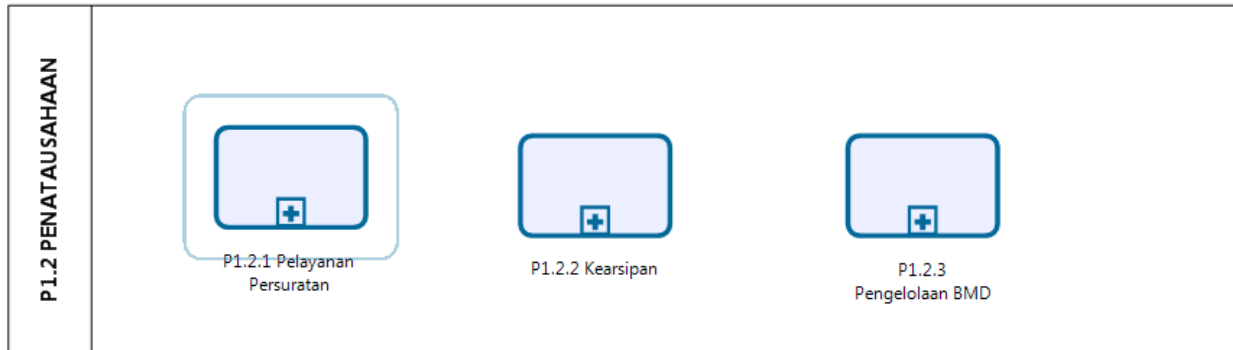 P1.2 PENATAUSAHAAN
P1.2.1 Pelayanan
Persuratan
P1.2.2 Kearsipan
P1.2.3
Pengelolaan BMD